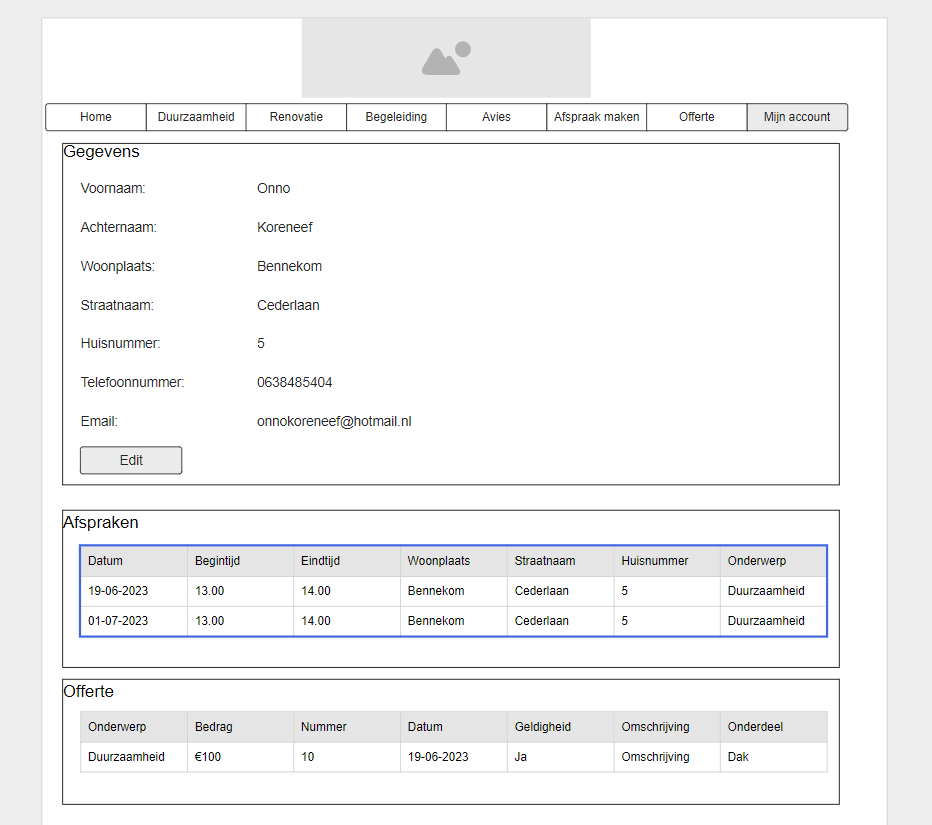 Home Duurzaamheid Renovatie Begeleiding Avies Afspraak maken Offerte Mijn account
Gegevens
Voornaam: Onno
Achternaam: Koreneef
Woonplaats: Bennekom
Straatnaam: Cederlaan
Huisnummer: 5
Telefoonnummer: 0638485404
Email: onnokoreneef@hotmail.nl
Edit
Afspraken
Datum Begintijd Eindtijd Woonplaats Straatnaam Huisnummer Onderwerp
19-06-2023 13.00 14.00 Bennekom Cederlaan 5 Duurzaamheid
01-07-2023 13.00 14.00 Bennekom Cederlaan 5 Duurzaamheid
Offerte
Onderwerp Bedrag Nummer Datum Geldigheid Omschrijving Onderdeel
Duurzaamheid €100 10 19-06-2023 Ja Omschrijving Dak